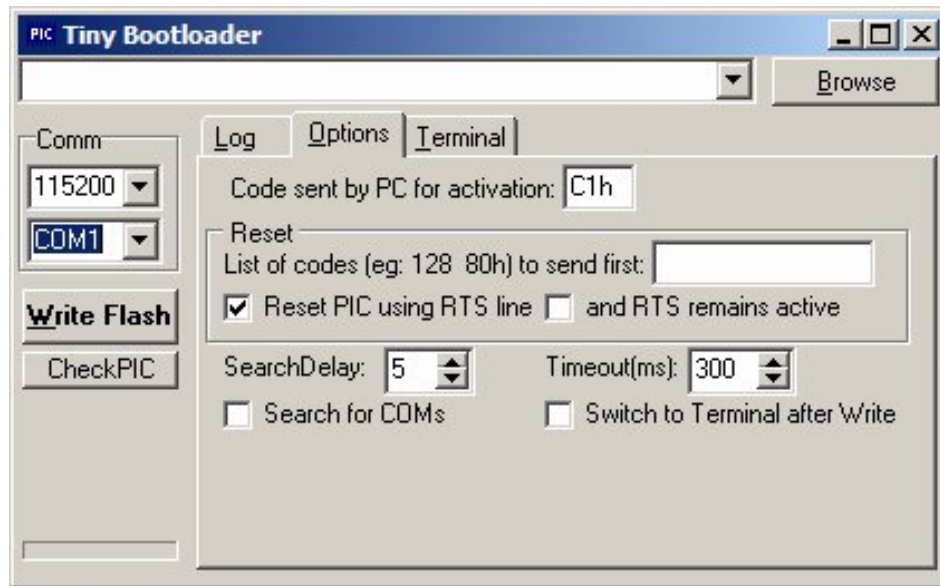 PIC Tiny Bootloader
Browse
Comm
115200
COM1
Write Flash
CheckPIC
Log Options Terminal
Code sent by PC for activation: C1h
Reset
List of codes (eg: 128 80h) to send first:
Reset PIC using RTS line and RTS remains active
SearchDelay: 5 Timeout(ms): 300
Search for COMs Switch to Terminal after Write